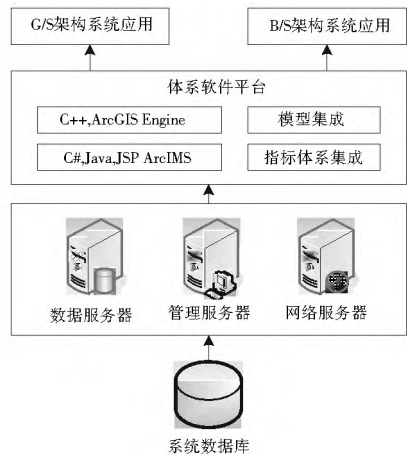 G/S架构系统应用
B/S架构系统应用
体系软件平台
C++,ArcGIS Engine
模型集成
C#,Java,JSP ArcIMS
指标体系集成
数据服务器
管理服务器
网络服务器
系统数据库